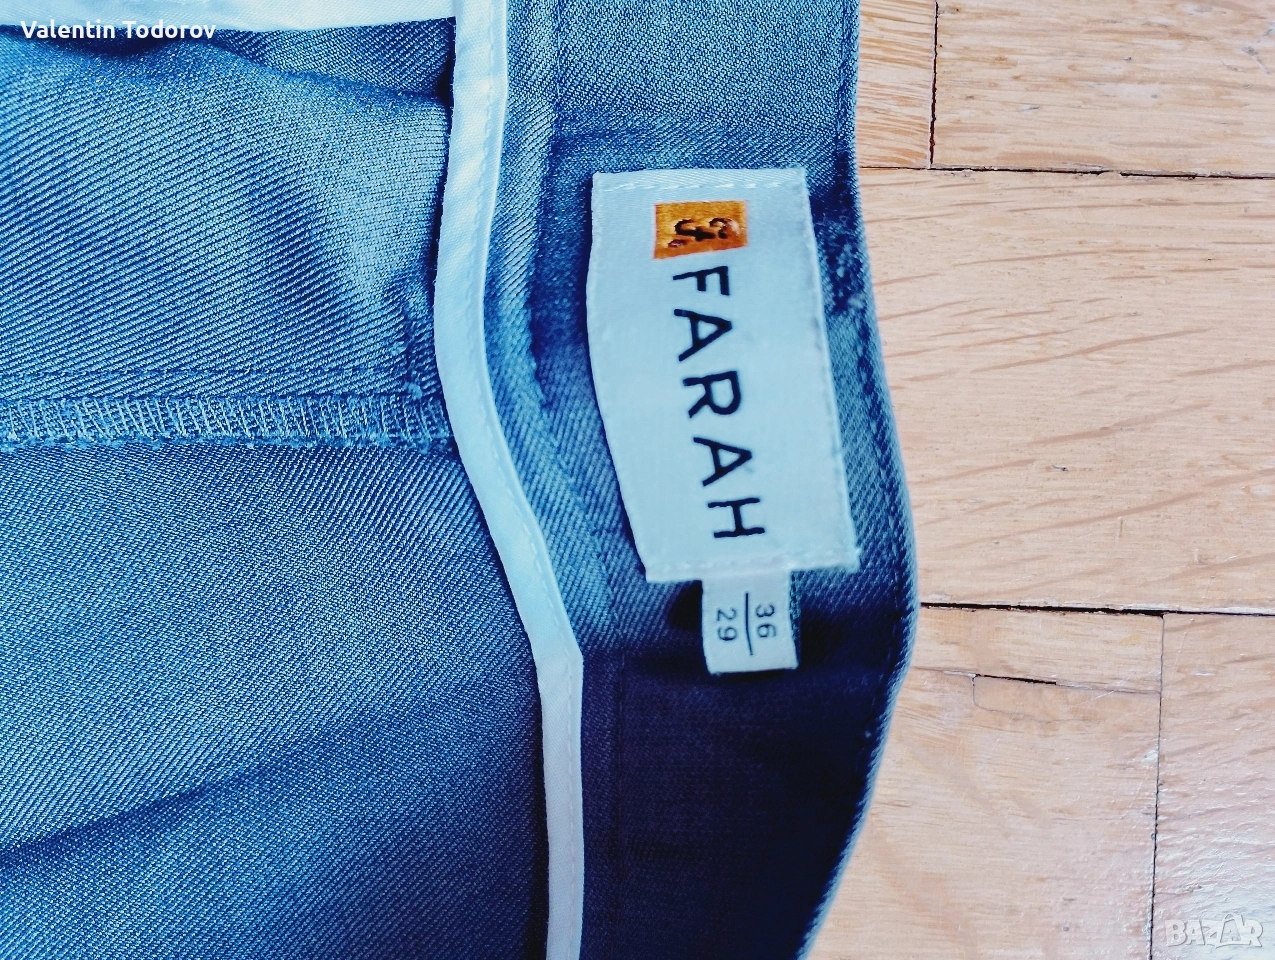 Valentin Todorov
FARAH
36
29
BAZAR